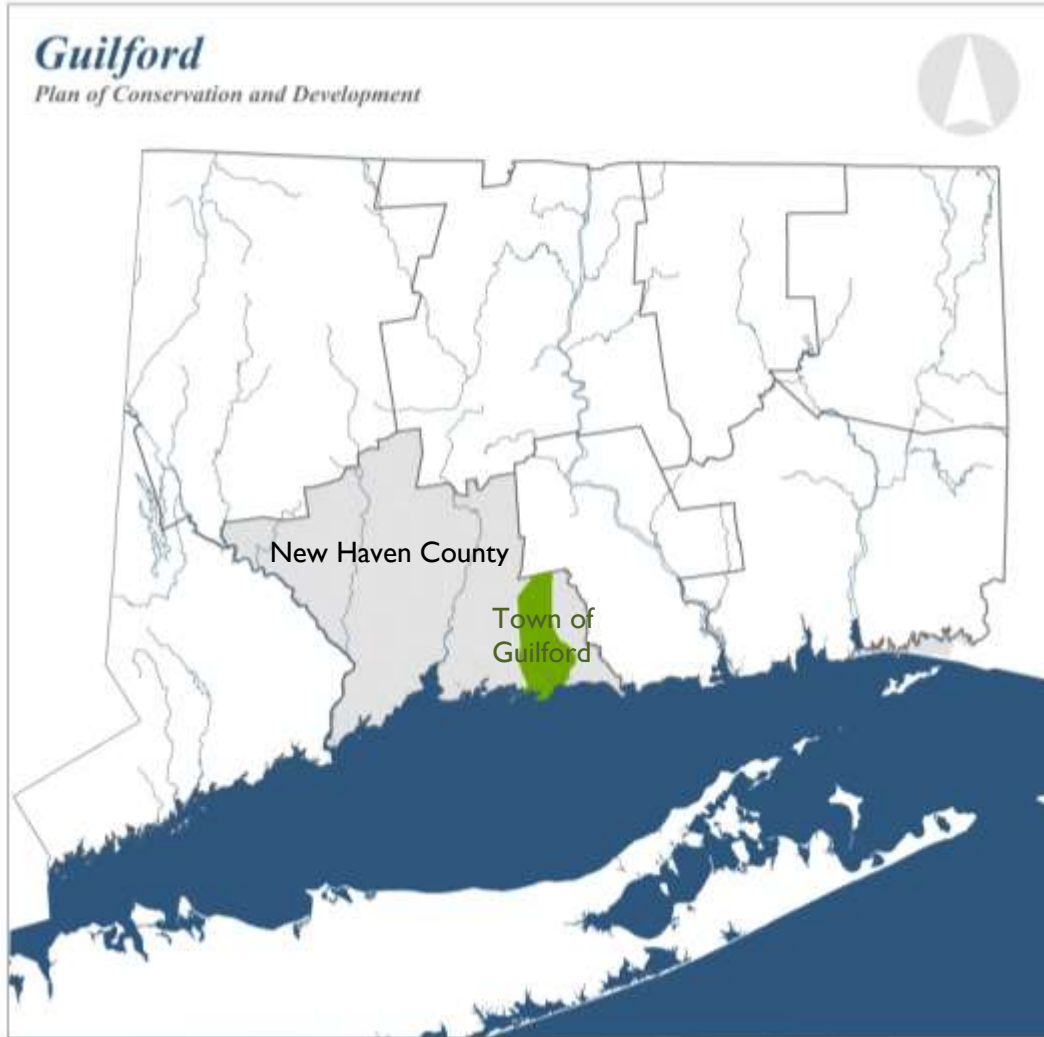 Guilford
Plan of Conservation and Development
New Haven County
Town of
Guilford